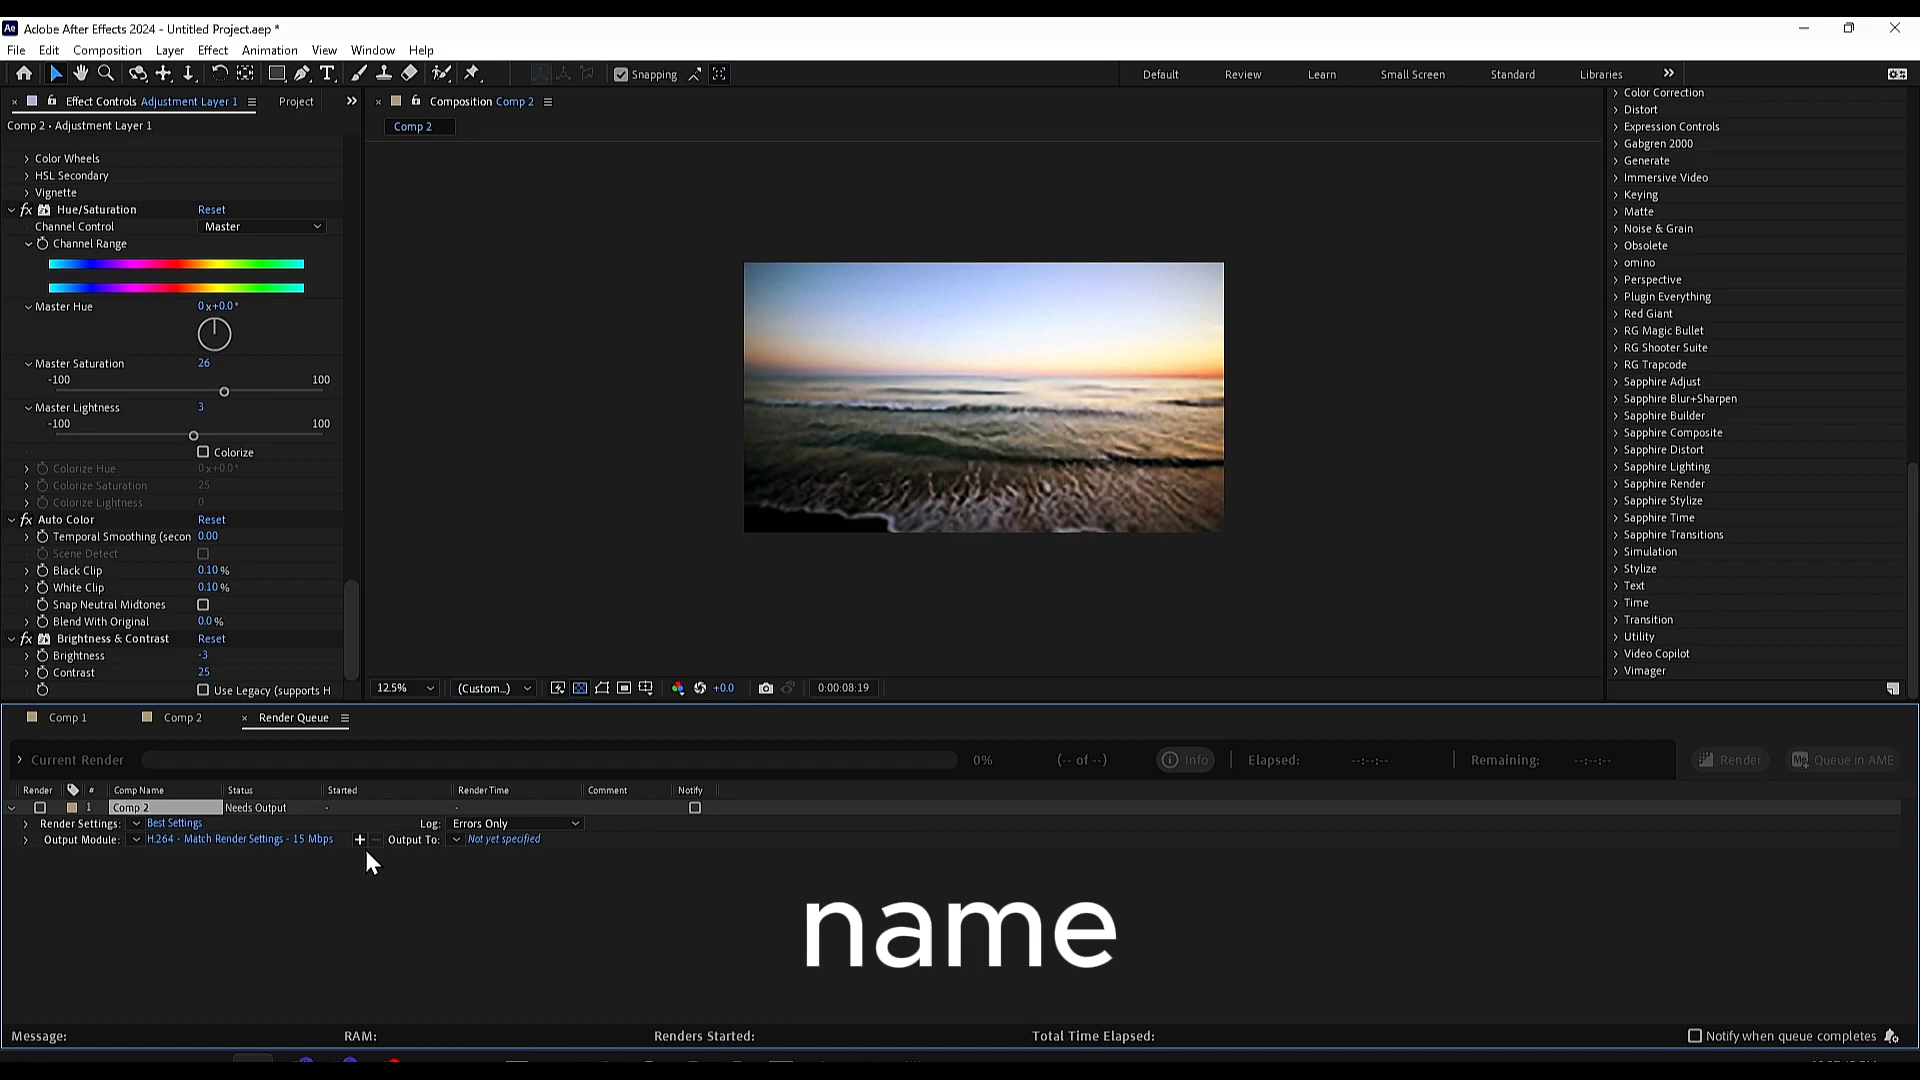 Ae Adobe After Effects 2024 - Untitled Project.aep *
File Edit Composition Layer Effect Animation View Window Help
Snapping Default Review Learn Small Screen Standard Libraries
Effect Controls Adjustment Layer 1 Project
Composition Comp 2
Comp 2 • Adjustment Layer 1
Comp 2
Color Wheels
HSL Secondary
Vignette
fx Hue/Saturation Reset
Channel Control Master
Channel Range
Master Hue 0x+0.0°
Master Saturation 26
-100 100
Master Lightness 3
-100 100
Colorize
Colorize Hue 0x+0.0°
Colorize Saturation 25
Colorize Lightness 0
fx Auto Color Reset
Temporal Smoothing (secon 0.00
Scene Detect
Black Clip 0.10 %
White Clip 0.10 %
Snap Neutral Midtones
Blend With Original 0.0 %
fx Brightness & Contrast Reset
Brightness -3
Contrast 25
Use Legacy (supports H
12.5% (Custom...) +0.0 0:00:08:19
Color Correction
Distort
Expression Controls
Gabgren 2000
Generate
Immersive Video
Keying
Matte
Noise & Grain
Obsolete
omino
Perspective
Plugin Everything
Red Giant
RG Magic Bullet
RG Shooter Suite
RG Trapcode
Sapphire Adjust
Sapphire Blur+Sharpen
Sapphire Builder
Sapphire Composite
Sapphire Distort
Sapphire Lighting
Sapphire Render
Sapphire Stylize
Sapphire Time
Sapphire Transitions
Simulation
Stylize
Text
Time
Transition
Utility
Video Copilot
Vimager
Comp 1 Comp 2 Render Queue
Current Render 0% (-- of --) Info Elapsed: --:--:-- Remaining: --:--:-- Render Queue in AME
Render # Comp Name Status Started Render Time Comment Notify
1 Comp 2 Needs Output - -
Render Settings: Best Settings Log: Errors Only
Output Module: H.264 - Match Render Settings - 15 Mbps Output To: Not yet specified
name
Message: RAM: Renders Started: Total Time Elapsed: Notify when queue completes